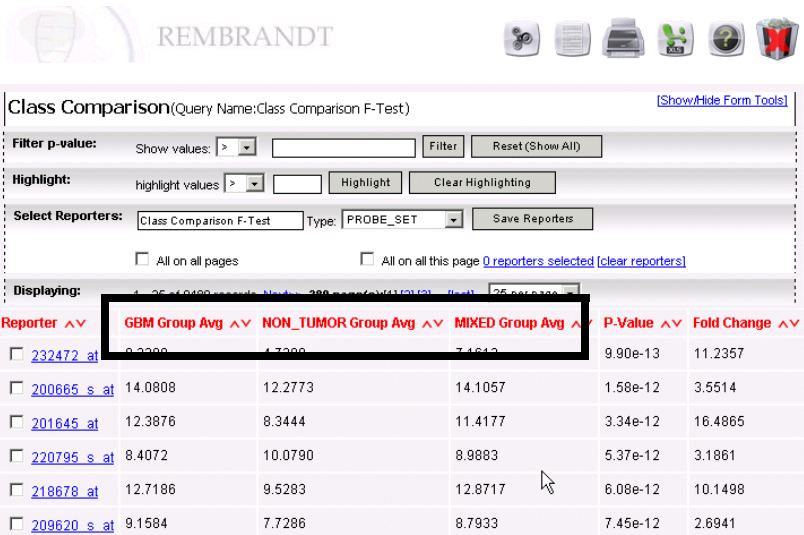 REMBRANDT
XLS
Class Comparison(Query Name:Class Comparison F-Test)
[Show/Hide Form Tools]
Filter p-value:
Show values: > Filter Reset (Show All)
Highlight:
highlight values > Highlight Clear Highlighting
Select Reporters:
Class Comparison F-Test Type: PROBE_SET Save Reporters
All on all pages All on all this page 0 reporters selected [clear reporters]
Displaying:
Reporter GBM Group Avg NON_TUMOR Group Avg MIXED Group Avg P-Value Fold Change
232472_at 9.90e-13 11.2357
200665_s_at 14.0808 12.2773 14.1057 1.58e-12 3.5514
201645_at 12.3876 8.3444 11.4177 3.34e-12 16.4865
220795_s_at 8.4072 10.0790 8.9883 5.37e-12 3.1861
218678_at 12.7186 9.5283 12.8717 6.08e-12 10.1498
209620_s_at 9.1584 7.7286 8.7933 7.45e-12 2.6941